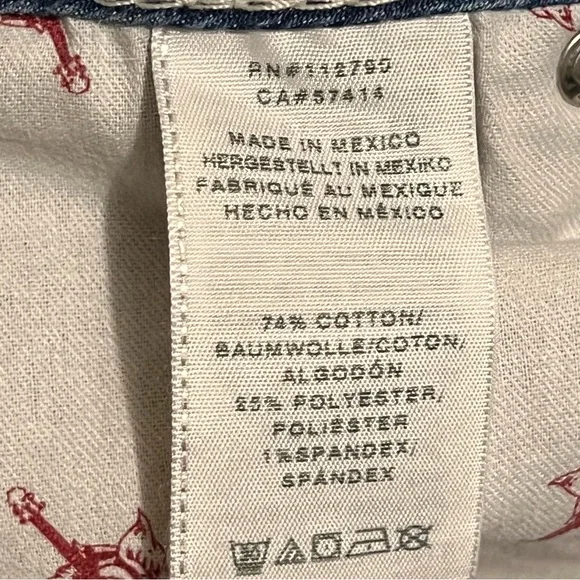 RN#112790
CA#57414
MADE IN MEXICO
HERGESTELLT IN MEXIKO
FABRIQUÉ AU MEXIQUE
HECHO EN MÉXICO
74% COTTON/
BAUMWOLLE/COTON/
ALGODÓN
25% POLYESTER/
POLIÉSTER
1%SPANDEX/
SPANDEX